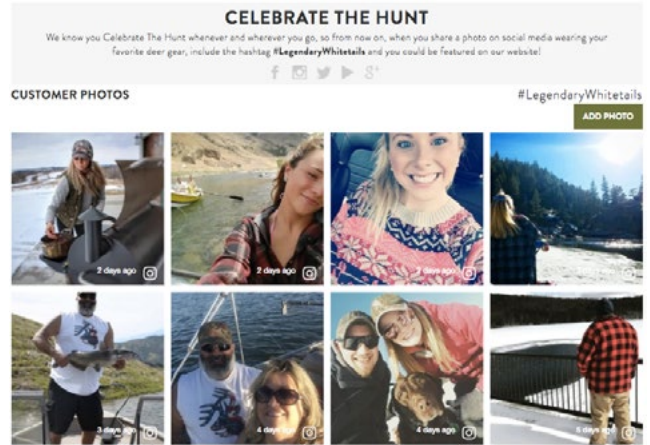 CELEBRATE THE HUNT
We know you Celebrate The Hunt whenever and wherever you go, so from now on, when you share a photo on social media wearing your
favorite deer gear, include the hashtag #LegendaryWhitetails and you could be featured on our website!
CUSTOMER PHOTOS
#LegendaryWhitetails
ADD PHOTO
2 days ago
2 days ago
days ago
3 days ago
4 days ago
4 days ago
5 days ago